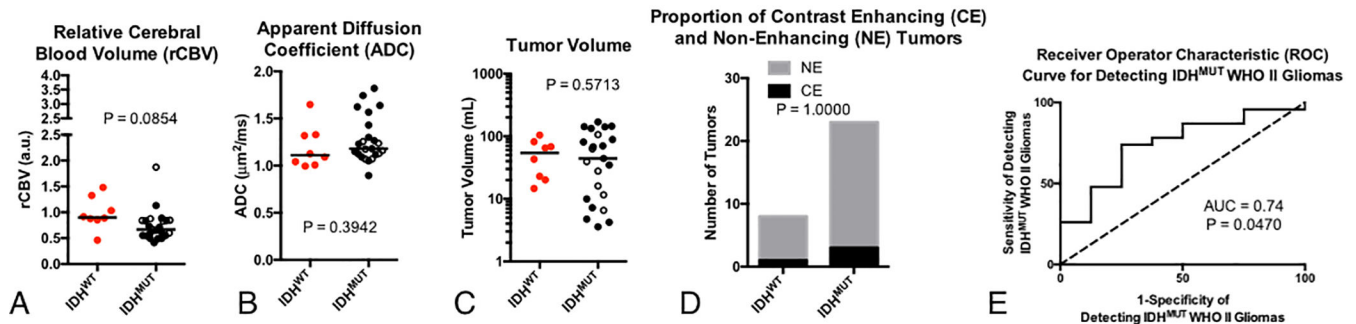 Relative Cerebral
Blood Volume (rCBV)
4.0
3.5
3.0
2.5
2.5
2.0
1.5
1.0
0.5
0.0
rCBV (a.u.)
P = 0.0854
IDHWT
IDHMUT
A
Apparent Diffusion
Coefficient (ADC)
2.0
1.5
1.0
0.5
0.0
ADC (μm2/ms)
P = 0.3942
IDHWT
IDHMUT
B
Tumor Volume
1000
100
10
1
Tumor Volume (mL)
P = 0.5713
IDHWT
IDHMUT
C
Proportion of Contrast Enhancing (CE)
and Non-Enhancing (NE) Tumors
30
20
10
0
Number of Tumors
NE
CE
P = 1.0000
IDHWT
IDHMUT
D
Receiver Operator Characteristic (ROC)
Curve for Detecting IDHMUT WHO II Gliomas
100
50
0
Sensitivity of Detecting
IDHMUT WHO II Gliomas
AUC = 0.74
P = 0.0470
0
50
100
1-Specificity of
Detecting IDHMUT WHO II Gliomas
E